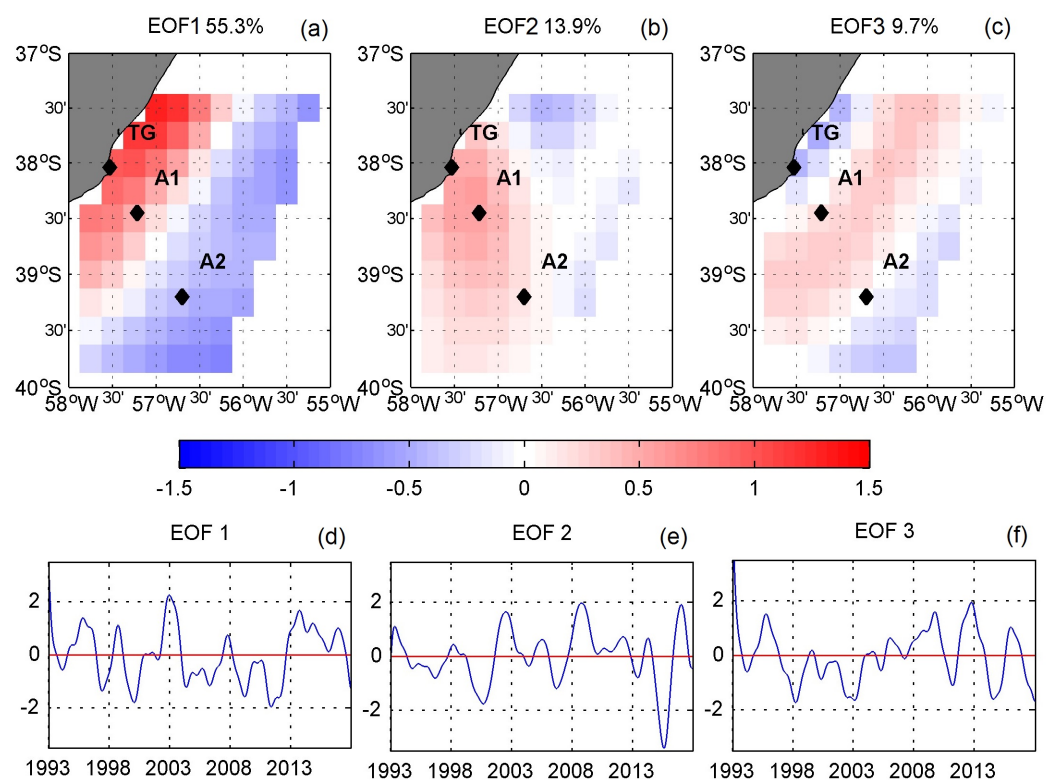 EOF1 55.3% (a) EOF2 13.9% (b) EOF3 9.7% (c)
37°S 37°S 37°S
30' 30' 30'
TG TG TG
38°S 38°S 38°S
A1 A1 A1
30' 30' 30'
A2 A2 A2
39°S 39°S 39°S
30' 30' 30'
40°S 40°S 40°S
58°W 30' 57°W 30' 56°W 30' 55°W 58°W 30' 57°W 30' 56°W 30' 55°W 58°W 30' 57°W 30' 56°W 30' 55°W
-1.5 -1 -0.5 0 0.5 1 1.5
EOF 1 (d) EOF 2 (e) EOF 3 (f)
2 2 2
0 0 0
-2 -2 -2
1993 1998 2003 2008 2013 1993 1998 2003 2008 2013 1993 1998 2003 2008 2013